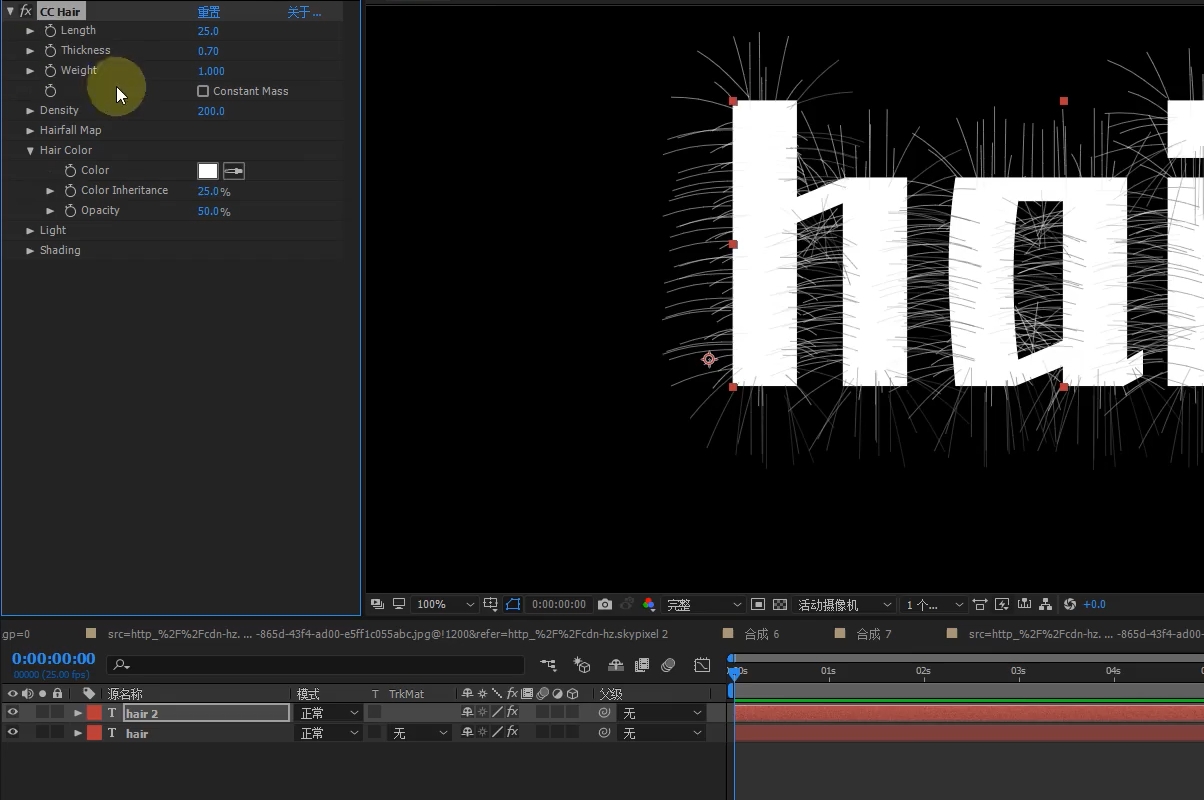 fx CC Hair 重置 关于...
Length 25.0
Thickness 0.70
Weight 1.000
Constant Mass
Density 200.0
Hairfall Map
Hair Color
Color
Color Inheritance 25.0%
Opacity 50.0%
Light
Shading
hai
100% 0:00:00:00 完整 活动摄像机 1 个... +0.0
gp=0 src=http_%2F%2Fcdn-hz. ... -865d-43f4-ad00-e5ff1c055abc.jpg@!1200&refer=http_%2F%2Fcdn-hz.skypixel 2 合成 6 合成 7 src=http_%2F%2Fcdn-hz. ... -865d-43f4-ad00
0:00:00:00
00000 (25.00 fps)
00s 01s 02s 03s 04s
源名称 模式 T TrkMat fx 父级
T hair 2 正常 fx 无
T hair 正常 无 fx 无